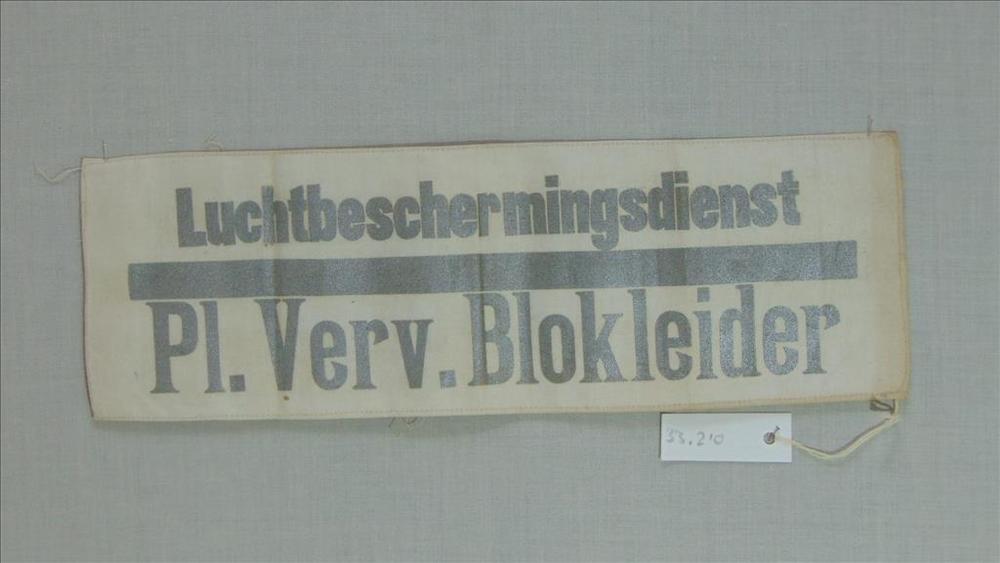 Luchtbeschermingsdienst
Pl. Verv. Blokleider
53.210